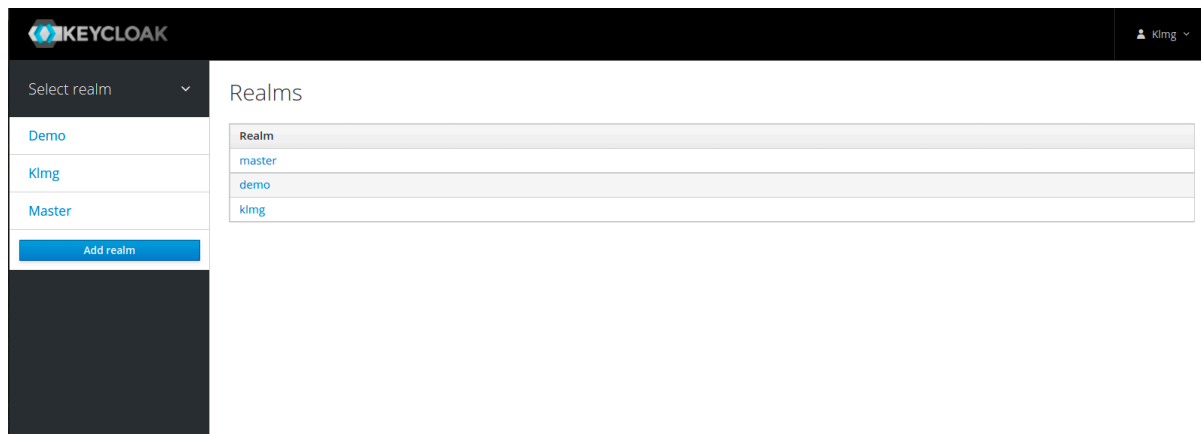 KEYCLOAK
Klmg
Select realm
Demo
Klmg
Master
Add realm
Realms
Realm
master
demo
klmg